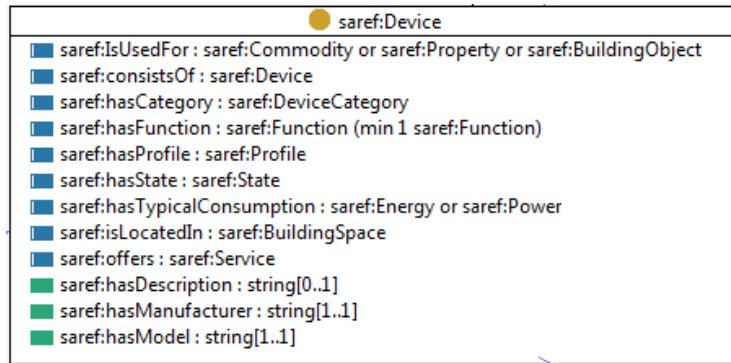 saref:Device
saref:IsUsedFor : saref:Commodity or saref:Property or saref:BuildingObject
saref:consistsOf : saref:Device
saref:hasCategory : saref:DeviceCategory
saref:hasFunction : saref:Function (min 1 saref:Function)
saref:hasProfile : saref:Profile
saref:hasState : saref:State
saref:hasTypicalConsumption : saref:Energy or saref:Power
saref:isLocatedIn : saref:BuildingSpace
saref:offers : saref:Service
saref:hasDescription : string[0..1]
saref:hasManufacturer : string[1..1]
saref:hasModel : string[1..1]